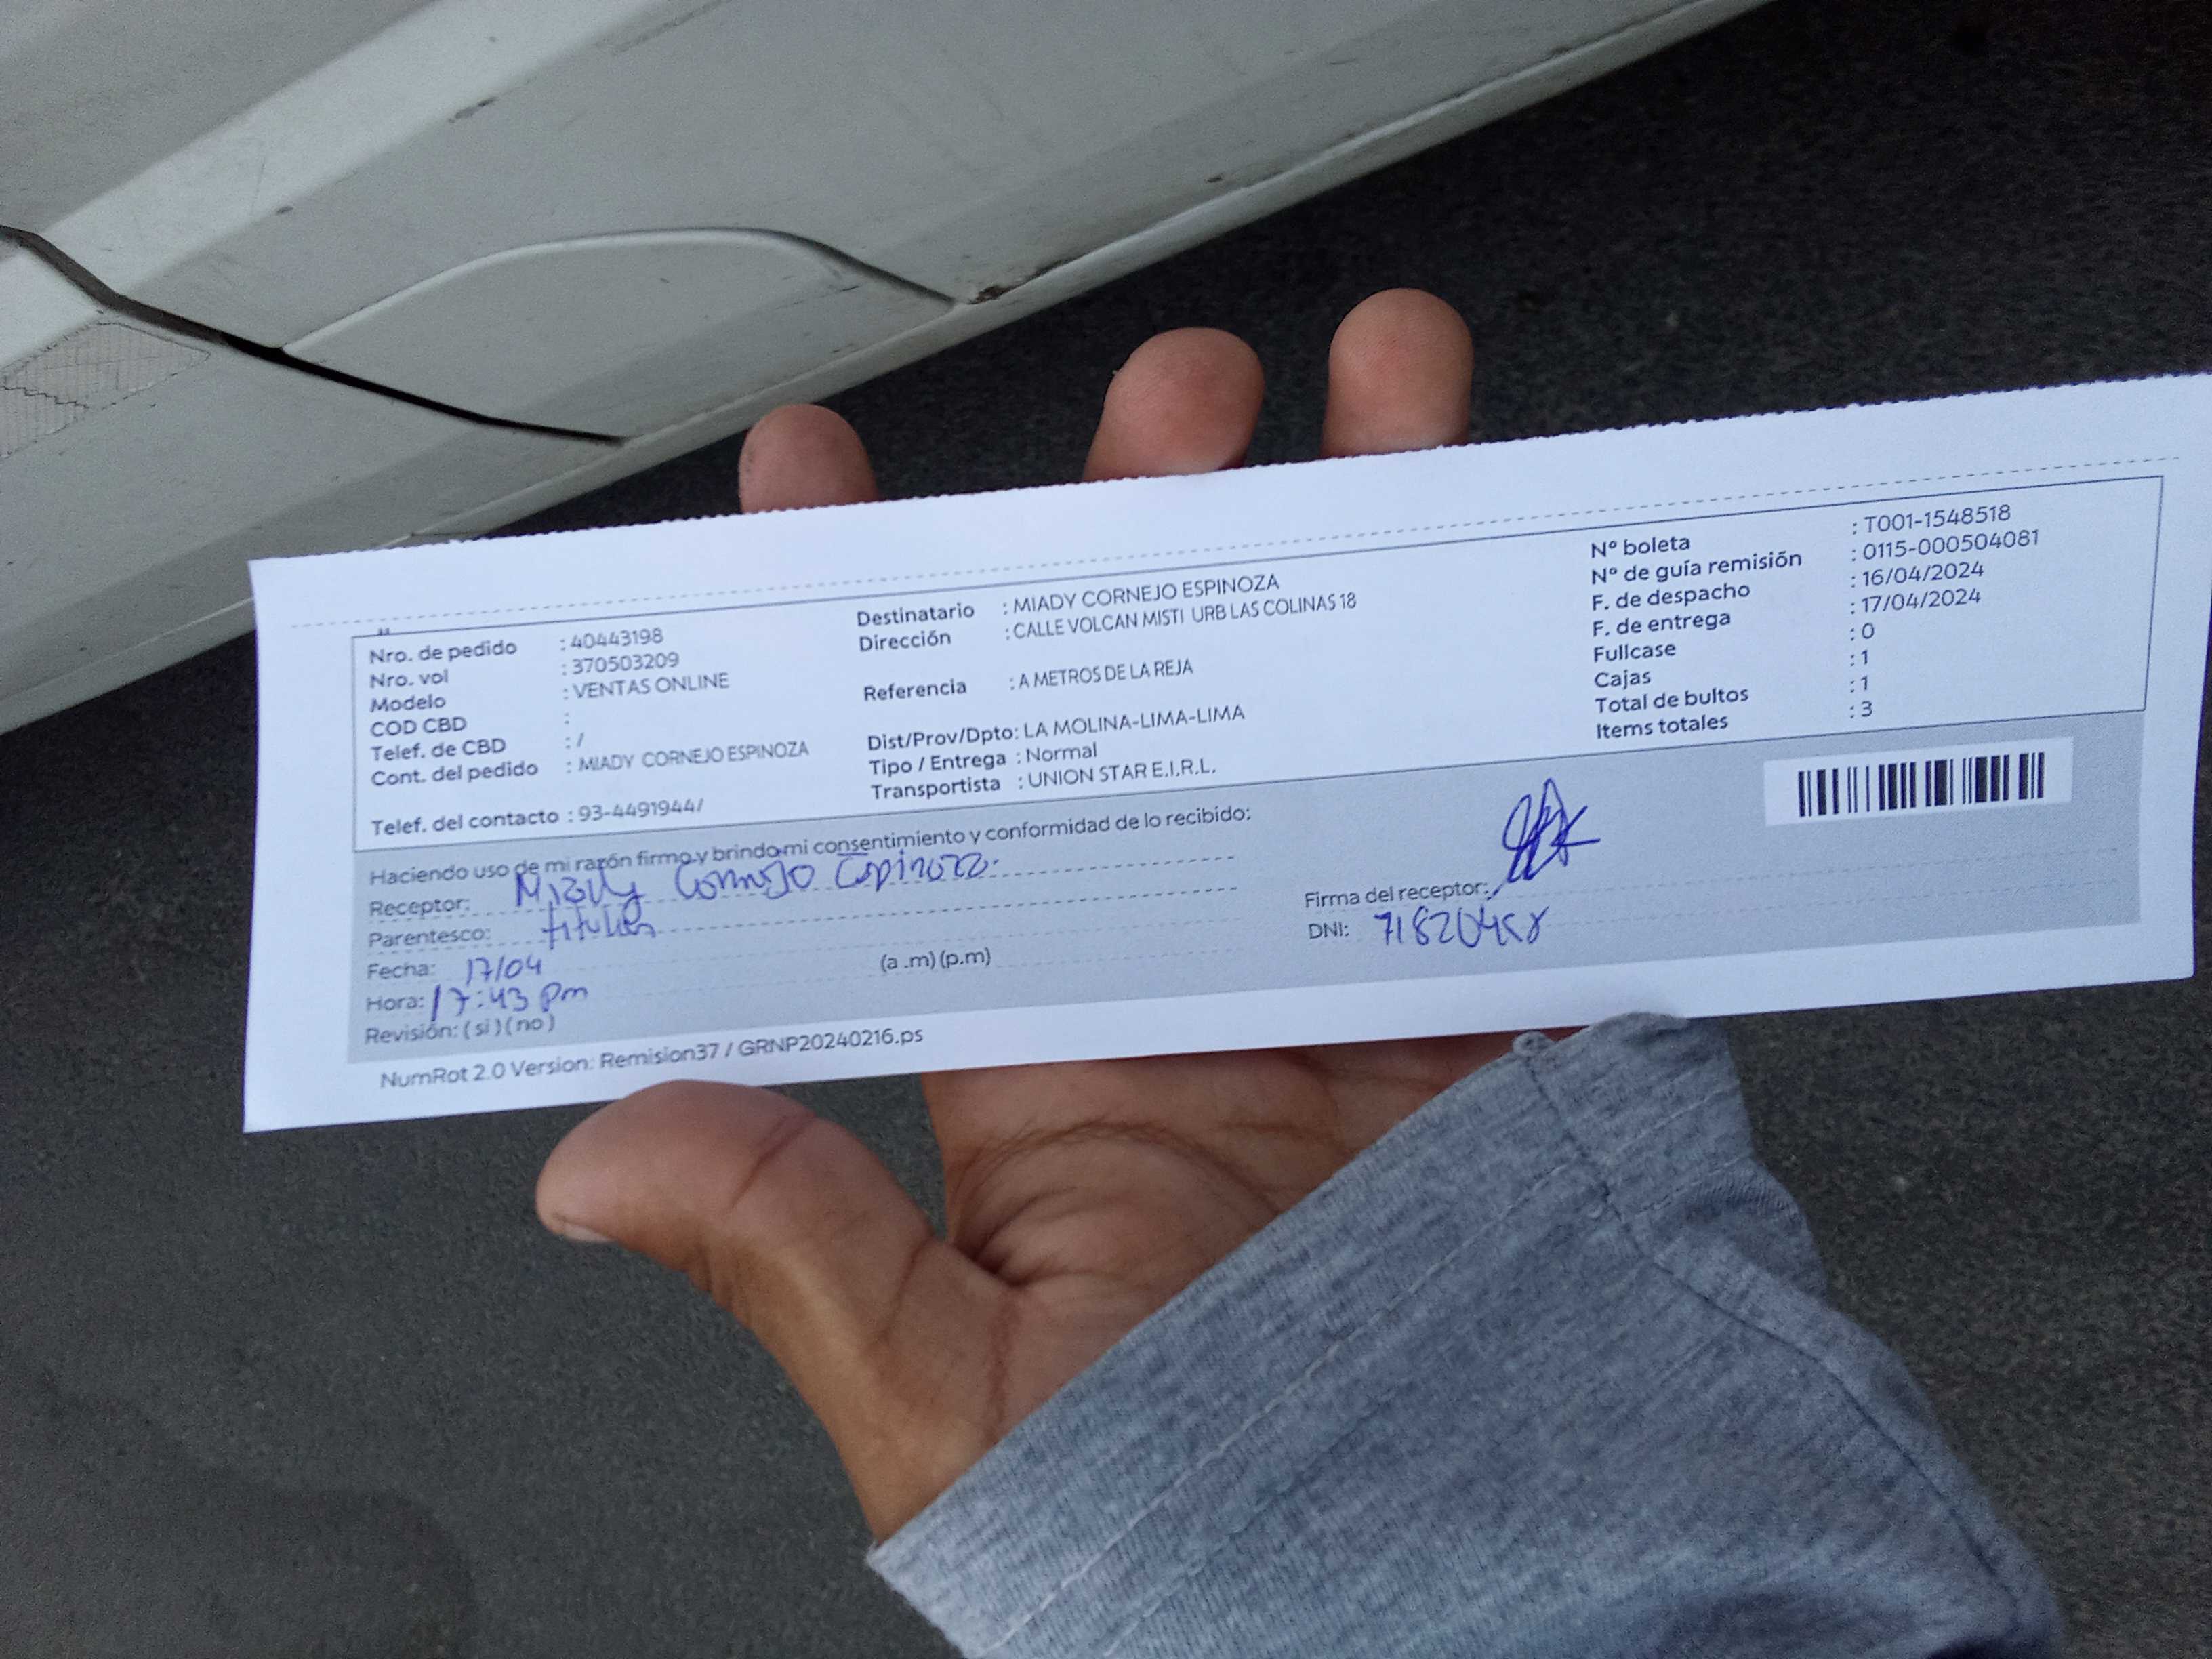 Nro. de pedido : 40443198
Nro. vol : 370503209
Modelo : VENTAS ONLINE
COD CBD :
Telef. de CBD : /
Cont. del pedido : MIADY CORNEJO ESPINOZA
Telef. del contacto : 93-4491944/
Destinatario : MIADY CORNEJO ESPINOZA
Dirección : CALLE VOLCAN MISTI URB LAS COLINAS 18
Referencia : A METROS DE LA REJA
Dist/Prov/Dpto: LA MOLINA-LIMA-LIMA
Tipo / Entrega : Normal
Transportista : UNION STAR E.I.R.L.
Nº boleta : T001-1548518
Nº de guía remisión : 0115-000504081
F. de despacho : 16/04/2024
F. de entrega : 17/04/2024
Fullcase : 0
Cajas : 1
Total de bultos : 1
Items totales : 3
Haciendo uso de mi razón firmo y brindo mi consentimiento y conformidad de lo recibido:
Receptor: Miady Cornejo Espinoza
Parentesco: titular
Fecha: 17/04
Hora: 17:43 pm (a .m) (p.m)
Revisión: ( si ) ( no )
Firma del receptor:
DNI:
NumRot 2.0 Version: Remision37 / GRNP20240216.ps